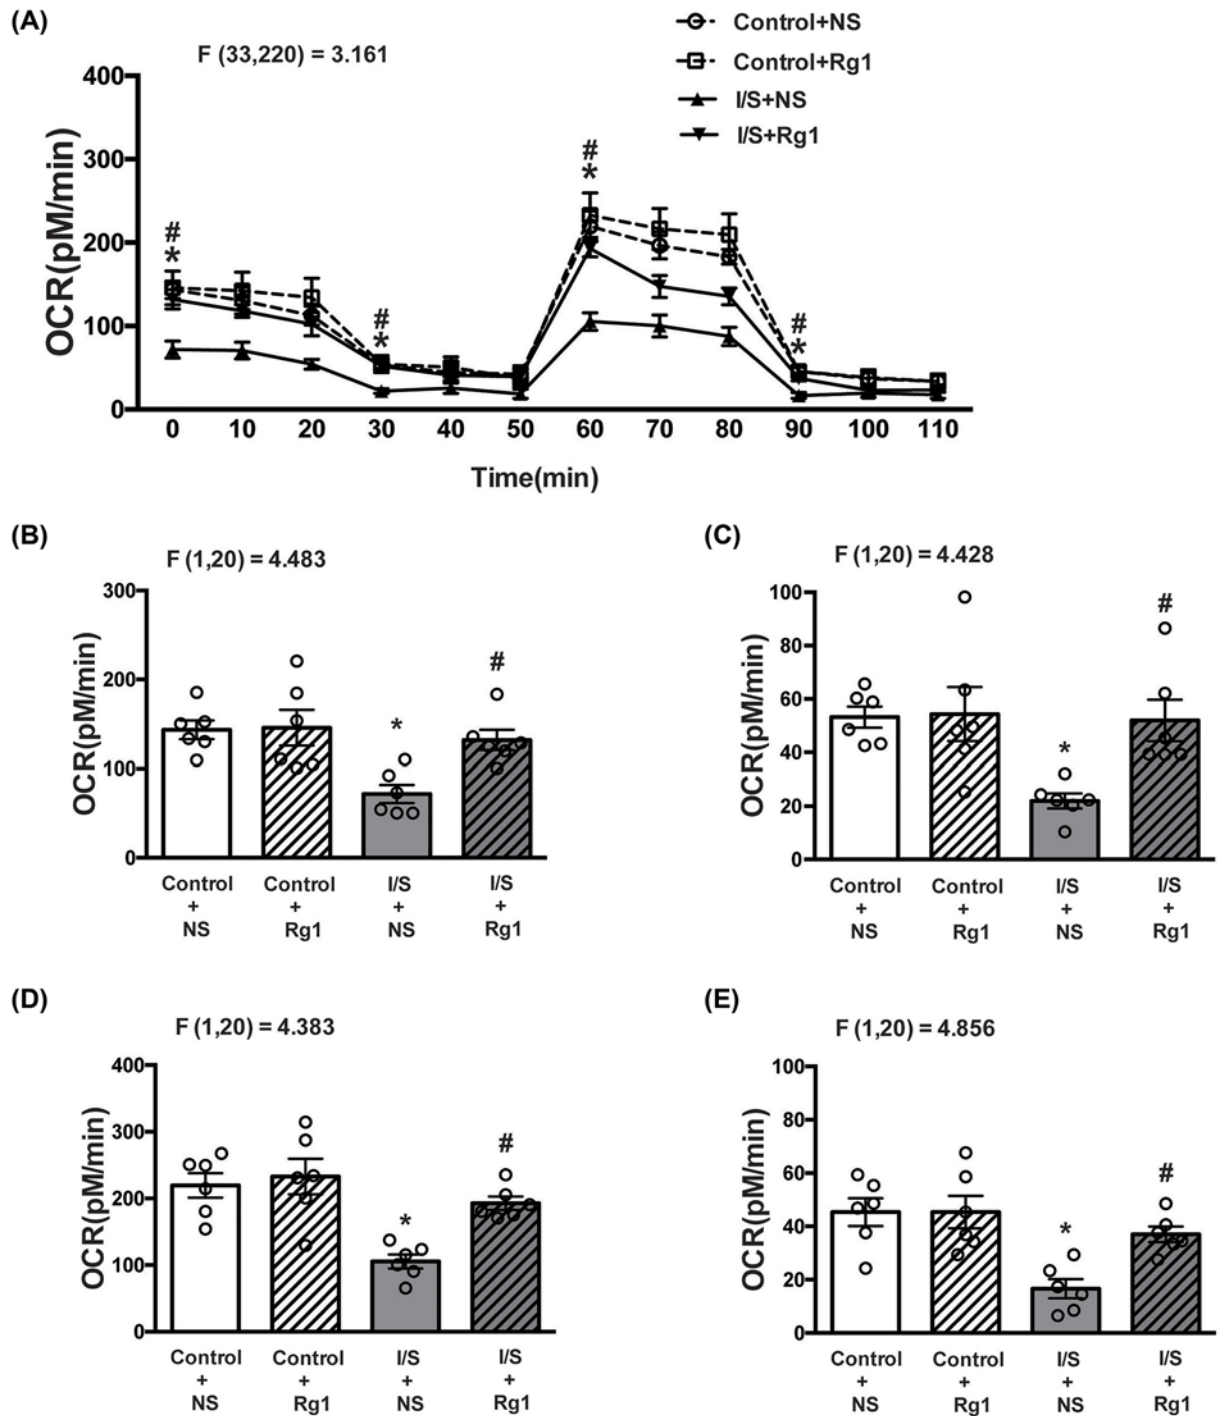 (A)
F (33,220) = 3.161
Control+NS
Control+Rg1
I/S+NS
I/S+Rg1
OCR(pM/min)
400
300
200
100
0
#
*
#
*
#
*
#
*
0 10 20 30 40 50 60 70 80 90 100 110
Time(min)
(B)
F (1,20) = 4.483
OCR(pM/min)
300
200
100
0
*
#
Control Control I/S I/S
+ + + +
NS Rg1 NS Rg1
(C)
F (1,20) = 4.428
OCR(pM/min)
100
80
60
40
20
0
*
#
Control Control I/S I/S
+ + + +
NS Rg1 NS Rg1
(D)
F (1,20) = 4.383
OCR(pM/min)
400
300
200
100
0
*
#
Control Control I/S I/S
+ + + +
NS Rg1 NS Rg1
(E)
F (1,20) = 4.856
OCR(pM/min)
100
80
60
40
20
0
*
#
Control Control I/S I/S
+ + + +
NS Rg1 NS Rg1